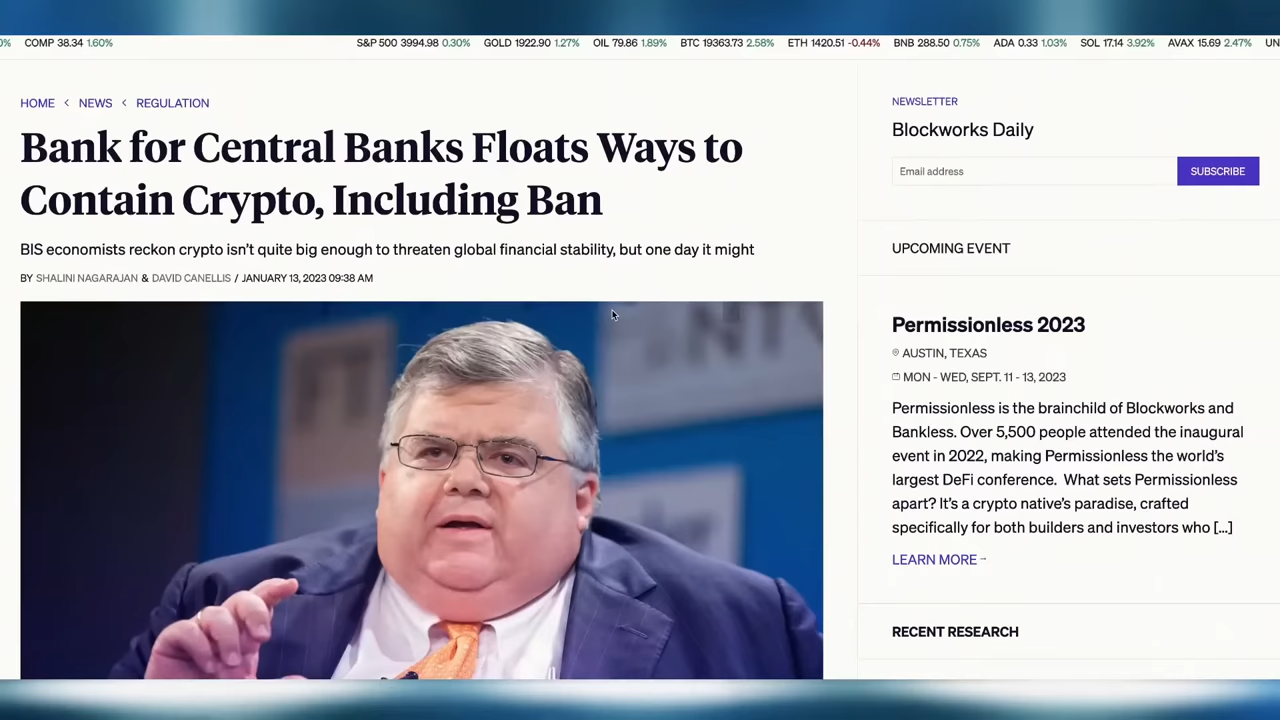 0% COMP 38.34 1.60% S&P 500 3994.98 0.30% GOLD 1922.90 1.27% OIL 79.86 1.89% BTC 19363.73 2.58% ETH 1420.51 -0.44% BNB 288.50 0.75% ADA 0.33 1.03% SOL 17.14 3.92% AVAX 15.69 2.47% UN
HOME < NEWS < REGULATION
Bank for Central Banks Floats Ways to
Contain Crypto, Including Ban
BIS economists reckon crypto isn't quite big enough to threaten global financial stability, but one day it might
BY SHALINI NAGARAJAN & DAVID CANELLIS / JANUARY 13, 2023 09:38 AM
NEWSLETTER
Blockworks Daily
Email address
SUBSCRIBE
UPCOMING EVENT
Permissionless 2023
AUSTIN, TEXAS
MON - WED, SEPT. 11 - 13, 2023
Permissionless is the brainchild of Blockworks and
Bankless. Over 5,500 people attended the inaugural
event in 2022, making Permissionless the world's
largest DeFi conference. What sets Permissionless
apart? It's a crypto native's paradise, crafted
specifically for both builders and investors who [...]
LEARN MORE→
RECENT RESEARCH